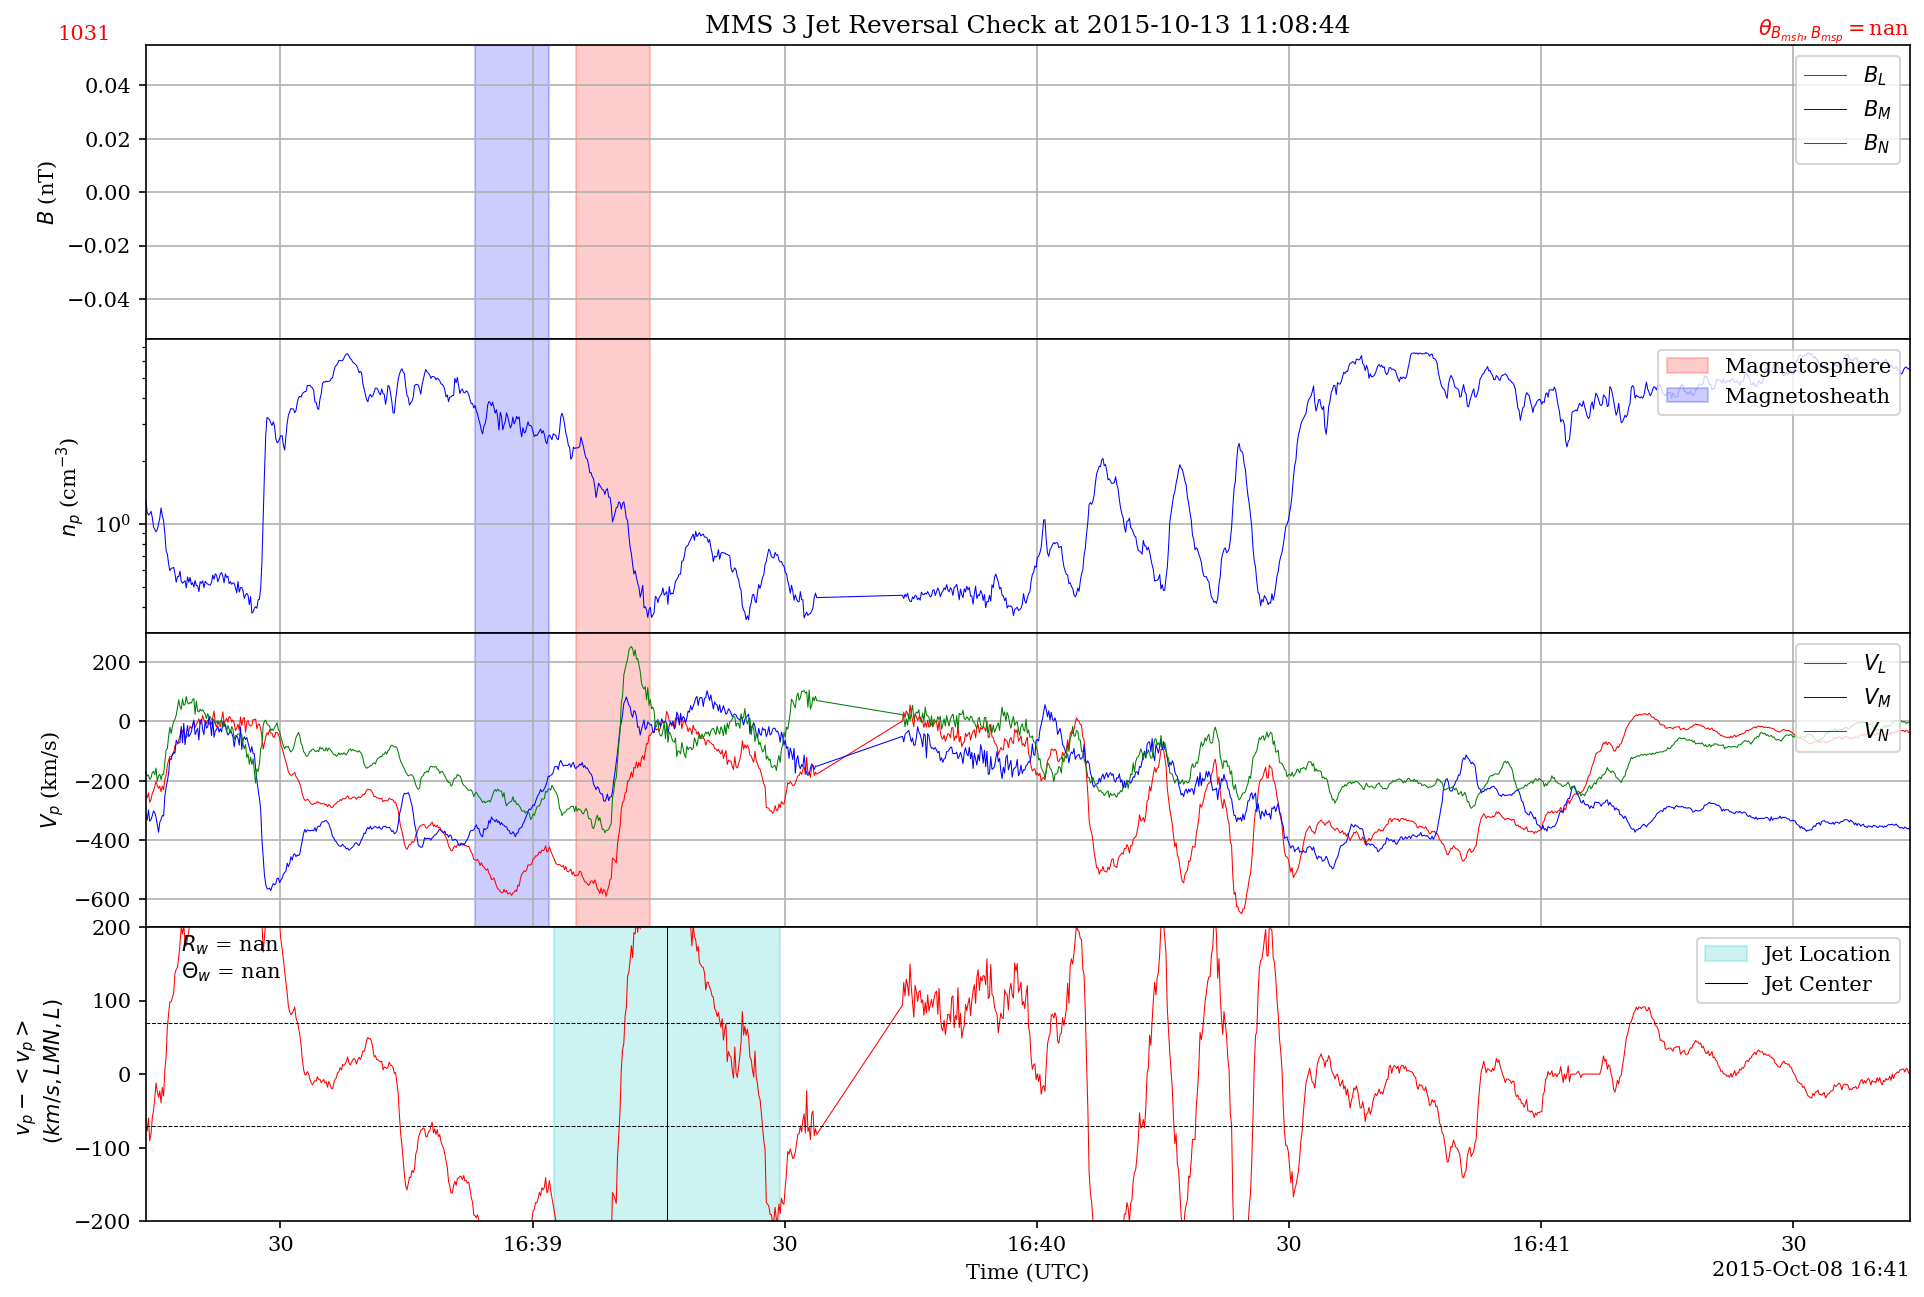 MMS 3 Jet Reversal Check at 2015-10-13 11:08:44
1031
θ_{B_{msh}, B_{msp}} = nan
0.04
0.02
0.00
−0.02
−0.04
B (nT)
B_L
B_M
B_N
10^0
n_p (cm^{−3})
Magnetosphere
Magnetosheath
200
0
−200
−400
−600
V_p (km/s)
V_L
V_M
V_N
200
100
0
−100
−200
v_p − < v_p >
(km/s, LMN, L)
R_w = nan
Θ_w = nan
Jet Location
Jet Center
30
16:39
30
16:40
30
16:41
30
Time (UTC)
2015-Oct-08 16:41